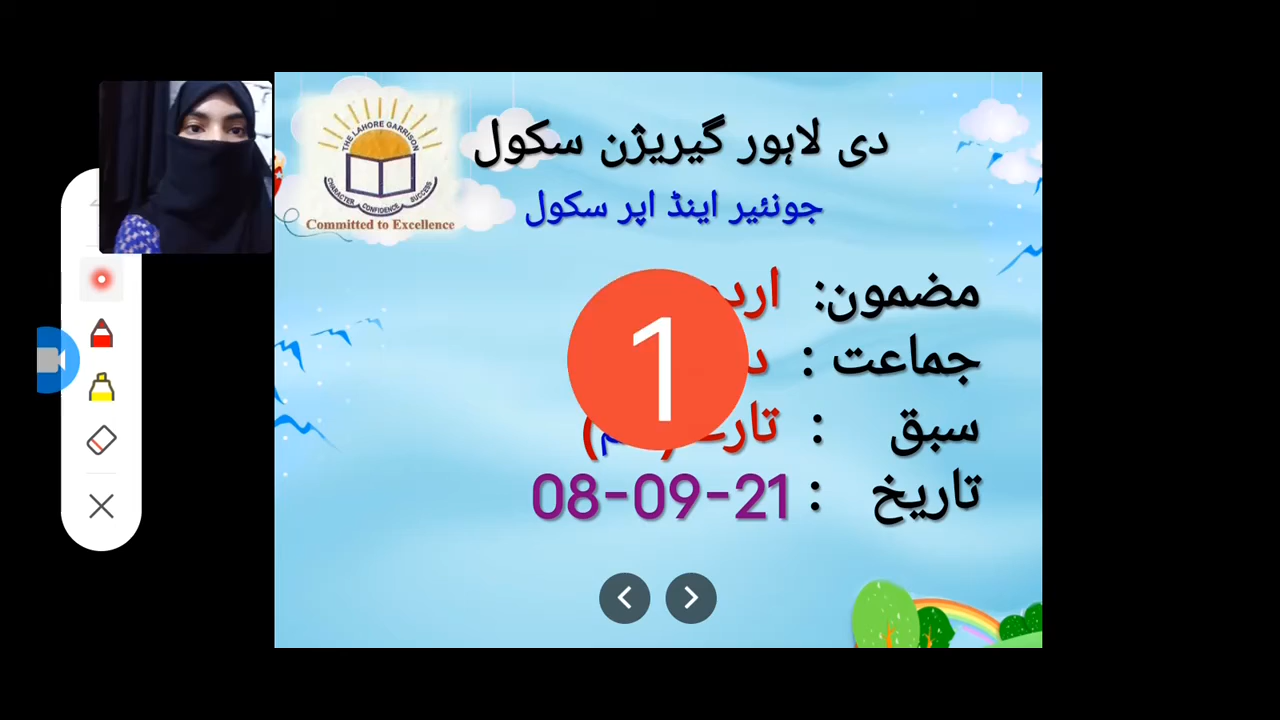 THE LAHORE GARRISON
CHARACTER CONFIDENCE SUCCESS
Committed to Excellence
دی لاہور گیریژن سکول
جونئیر اینڈ اپر سکول
مضمون:
جماعت :
سبق :
تاریخ : 08-09-21
1